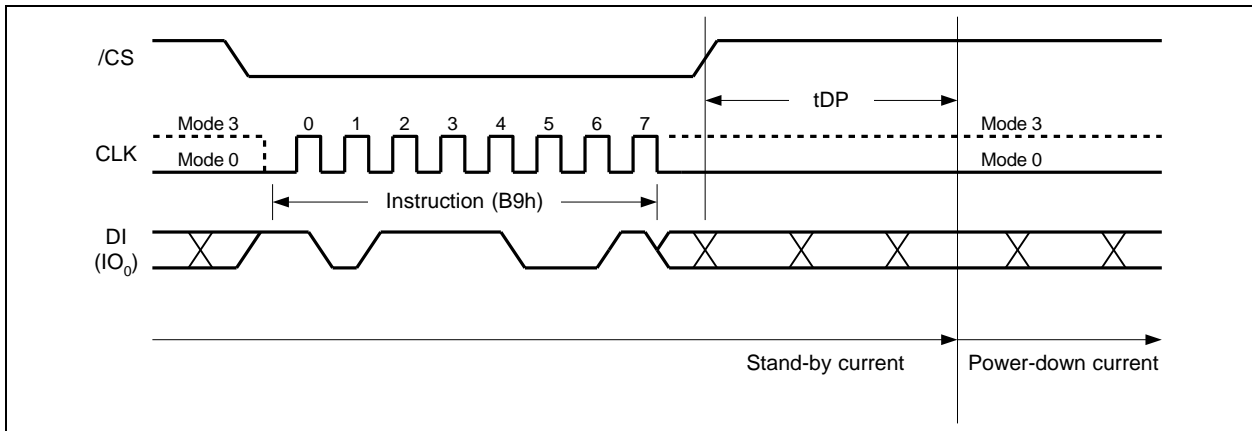 /CS
tDP
Mode 3 0 1 2 3 4 5 6 7 Mode 3
CLK
Mode 0 Mode 0
Instruction (B9h)
DI
(IO0)
Stand-by current Power-down current